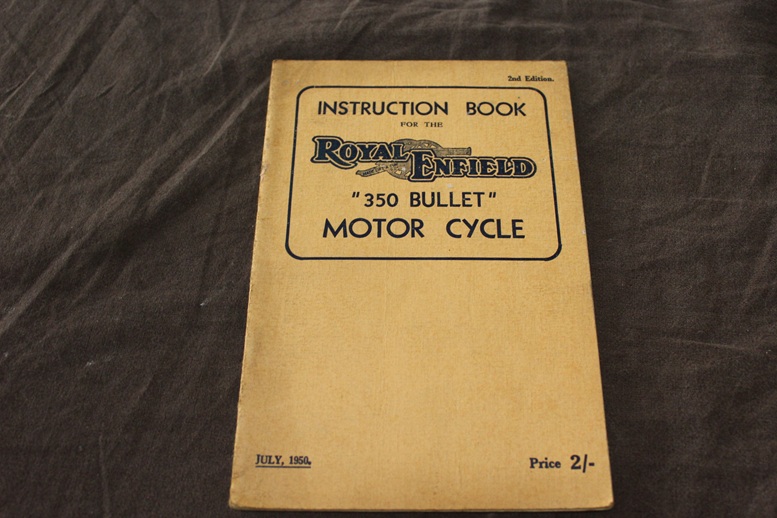 2nd Edition.
INSTRUCTION BOOK
FOR THE
ROYAL ENFIELD
"350 BULLET"
MOTOR CYCLE
JULY, 1950.
Price 2/-